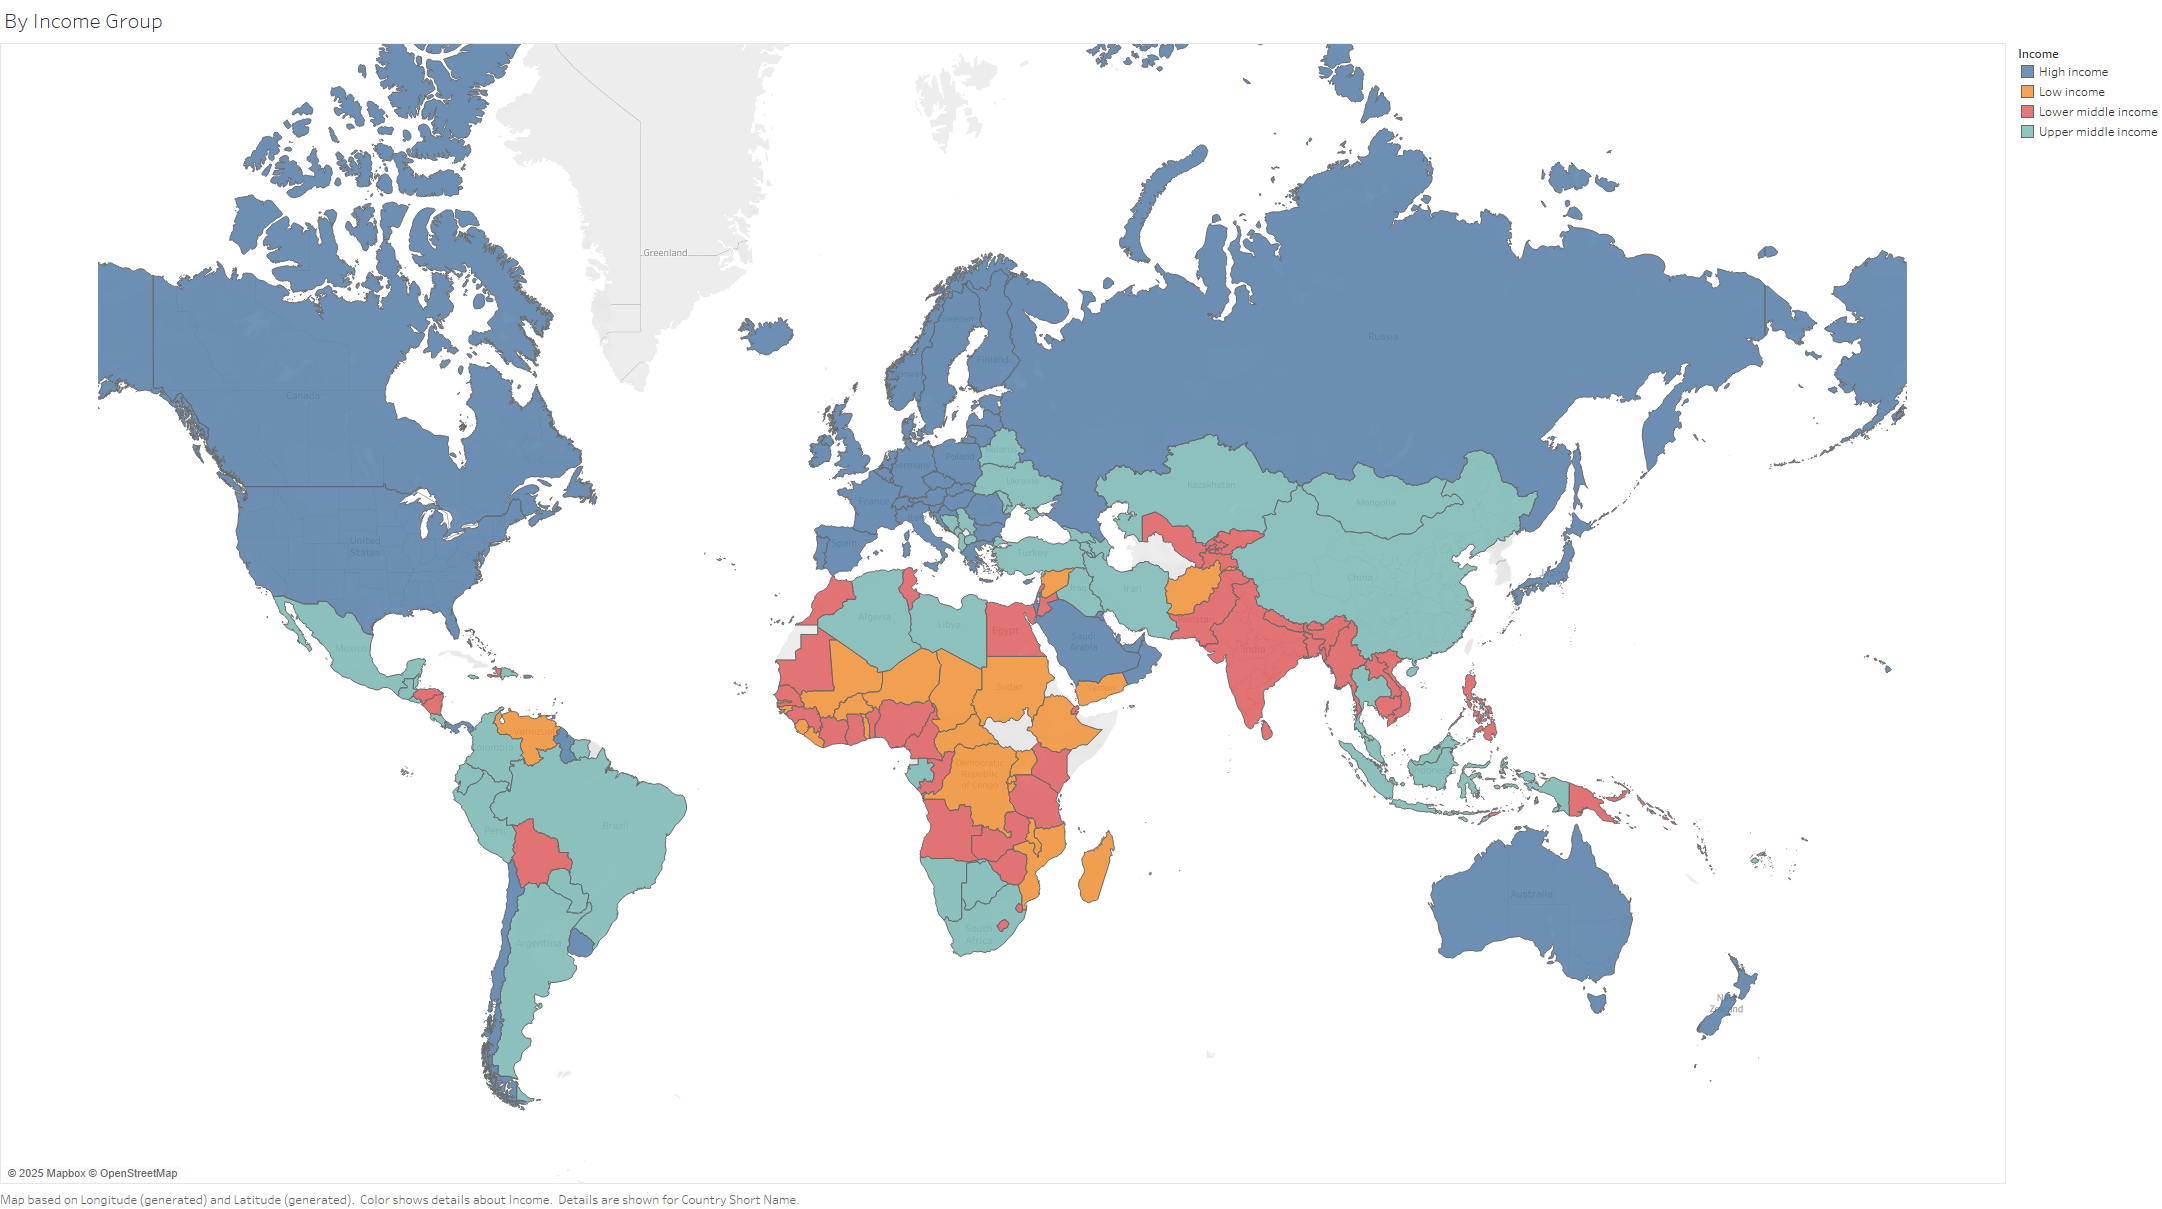 By Income Group
Income
High income
Low income
Lower middle income
Upper middle income
Greenland
Sweden
Finland
Russia
Canada
Belarus
Poland
Germany
Ukraine
Kazakhstan
France
Mongolia
United
States
Spain
Turkey
China
Iraq
Iran
Algeria
Libya
Egypt
Saudi
Arabia
Pakistan
India
Mexico
Sudan
Yemen
Venezuela
Colombia
Democratic
Republic
of Congo
Indonesia
Peru
Brazil
Australia
Argentina
South
Africa
New
Zealand
© 2025 Mapbox © OpenStreetMap
Map based on Longitude (generated) and Latitude (generated). Color shows details about Income. Details are shown for Country Short Name.